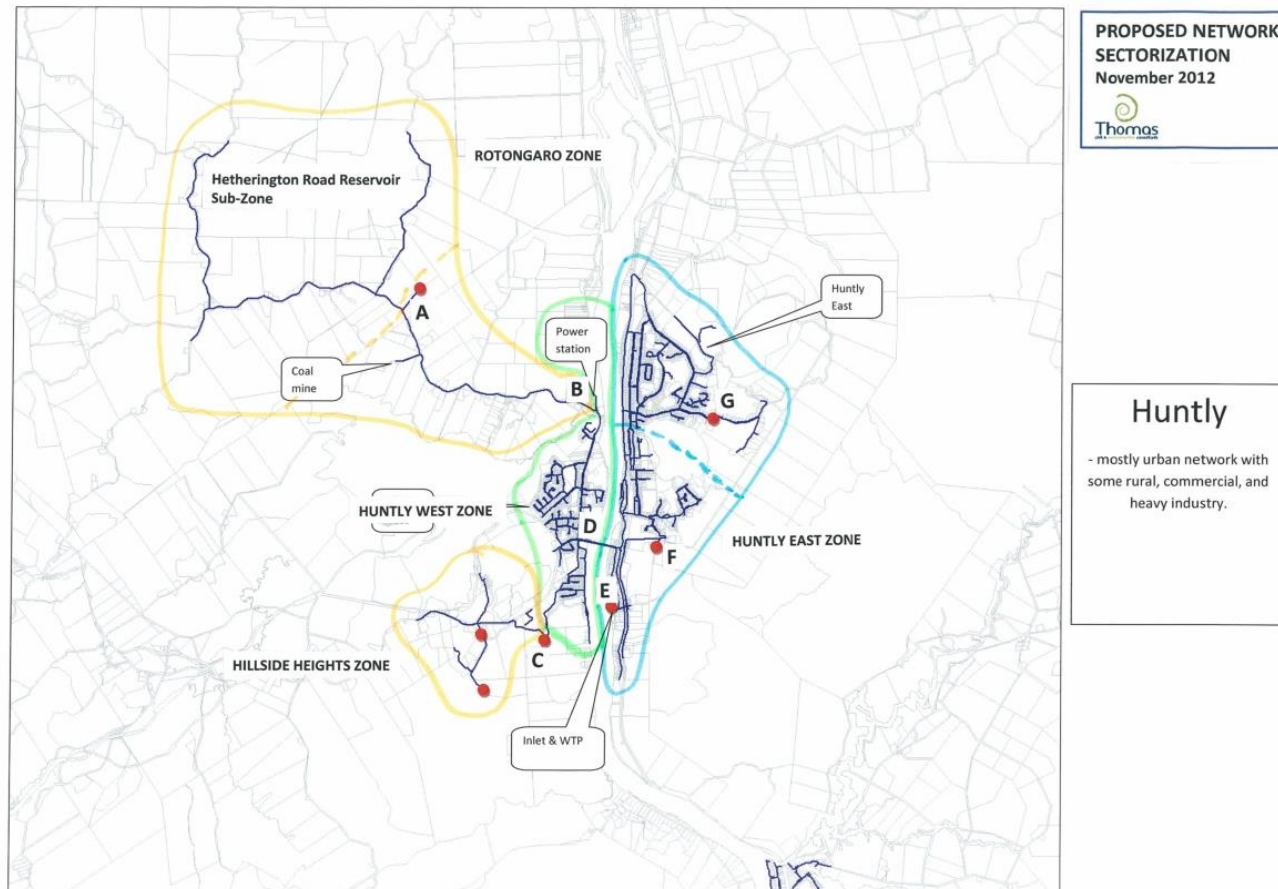 PROPOSED NETWORK
SECTORIZATION
November 2012
Thomas
ROTONGARO ZONE
Hetherington Road Reservoir
Sub-Zone
A
Huntly
East
Power
station
Coal
mine
B
G
Huntly
- mostly urban network with
some rural, commercial, and
heavy industry.
HUNTLY WEST ZONE
D
HUNTLY EAST ZONE
F
E
C
HILLSIDE HEIGHTS ZONE
Inlet & WTP